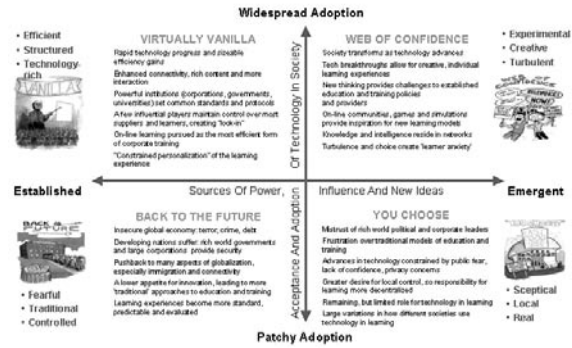 Widespread Adoption
• Efficient
• Structured
• Technology-
rich
VANILLA
VIRTUALLY VANILLA
Rapid technology progress and sizeable
efficiency gains
Enhanced connectivity, rich content and more
interaction
Powerful institutions (corporations, governments,
universities) set common standards and protocols
A few influential players maintain control over most
suppliers and learners, creating "lock-in"
On-line learning pursued as the most efficient form
of corporate training
"Constrained personalization" of the learning
experience
WEB OF CONFIDENCE
Society transforms as technology advances
Tech breakthroughs allow for creative, individual
learning experiences
New thinking provides challenges to established
education and training policies
and providers
On-line communities, games and simulations
provide inspiration for new learning models
Knowledge and intelligence reside in networks
Turbulence and choice create 'learner anxiety'
• Experimental
• Creative
• Turbulent
Of Technology In Society
Established
Sources Of Power,
Influence And New Ideas
Emergent
BACK TO THE
FUTURE
• Fearful
• Traditional
• Controlled
BACK TO THE FUTURE
Insecure global economy: terror, crime, debt
Developing nations suffer: rich world governments
and large corporations provide security
Pushback to many aspects of globalization,
especially immigration and connectivity
A lower appetite for innovation, leading to more
'traditional' approaches to education and training
Learning experiences become more standard,
predictable and evaluated
Acceptance And Adoption
YOU CHOOSE
Mistrust of rich world political and corporate leaders
Frustration over traditional models of education and
training
Advances in technology constrained by public fear,
lack of confidence, privacy concerns
Greater desire for local control, so responsibility for
learning more decentralized
Remaining, but limited role for technology in learning
Large variations in how different societies use
technology in learning
• Sceptical
• Local
• Real
Patchy Adoption